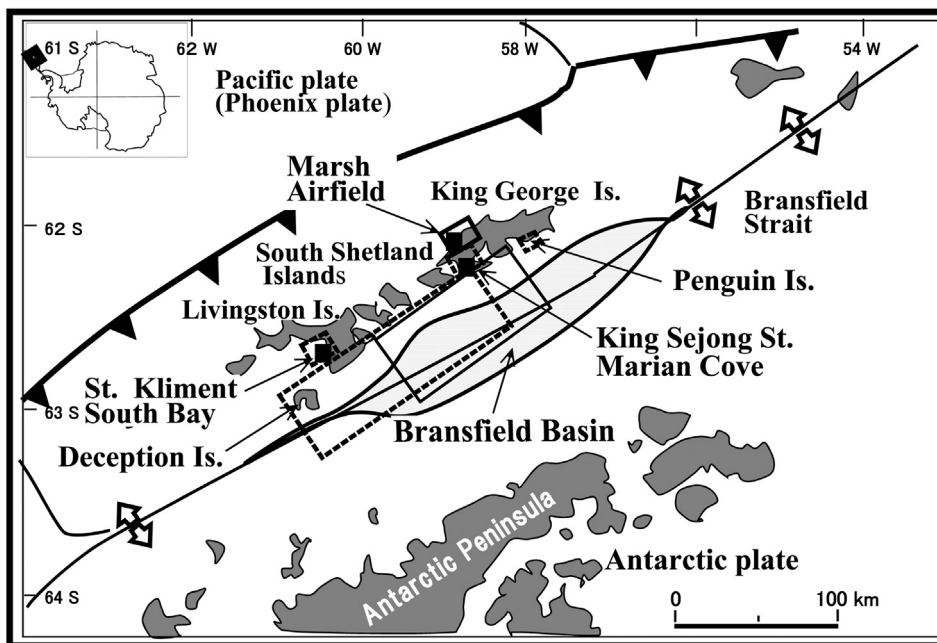 61 S
62 W
60 W
58 W
54 W
Pacific plate
(Phoenix plate)
Marsh
Airfield
King George Is.
Bransfield
Strait
62 S
South Shetland
Islands
Penguin Is.
Livingston Is.
King Sejong St.
Marian Cove
St. Kliment
South Bay
63 S
Bransfield Basin
Deception Is.
Antarctic Peninsula
Antarctic plate
64 S
0
100 km